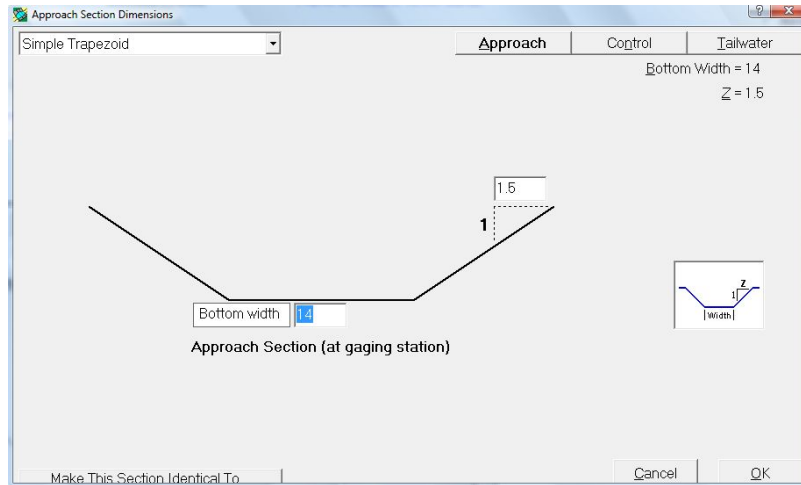 Approach Section Dimensions
Simple Trapezoid
Approach
Control
Tailwater
Bottom Width = 14
Z = 1.5
1.5
1
Z
1
Width
Bottom width
14
Approach Section (at gaging station)
Make This Section Identical To
Cancel
OK